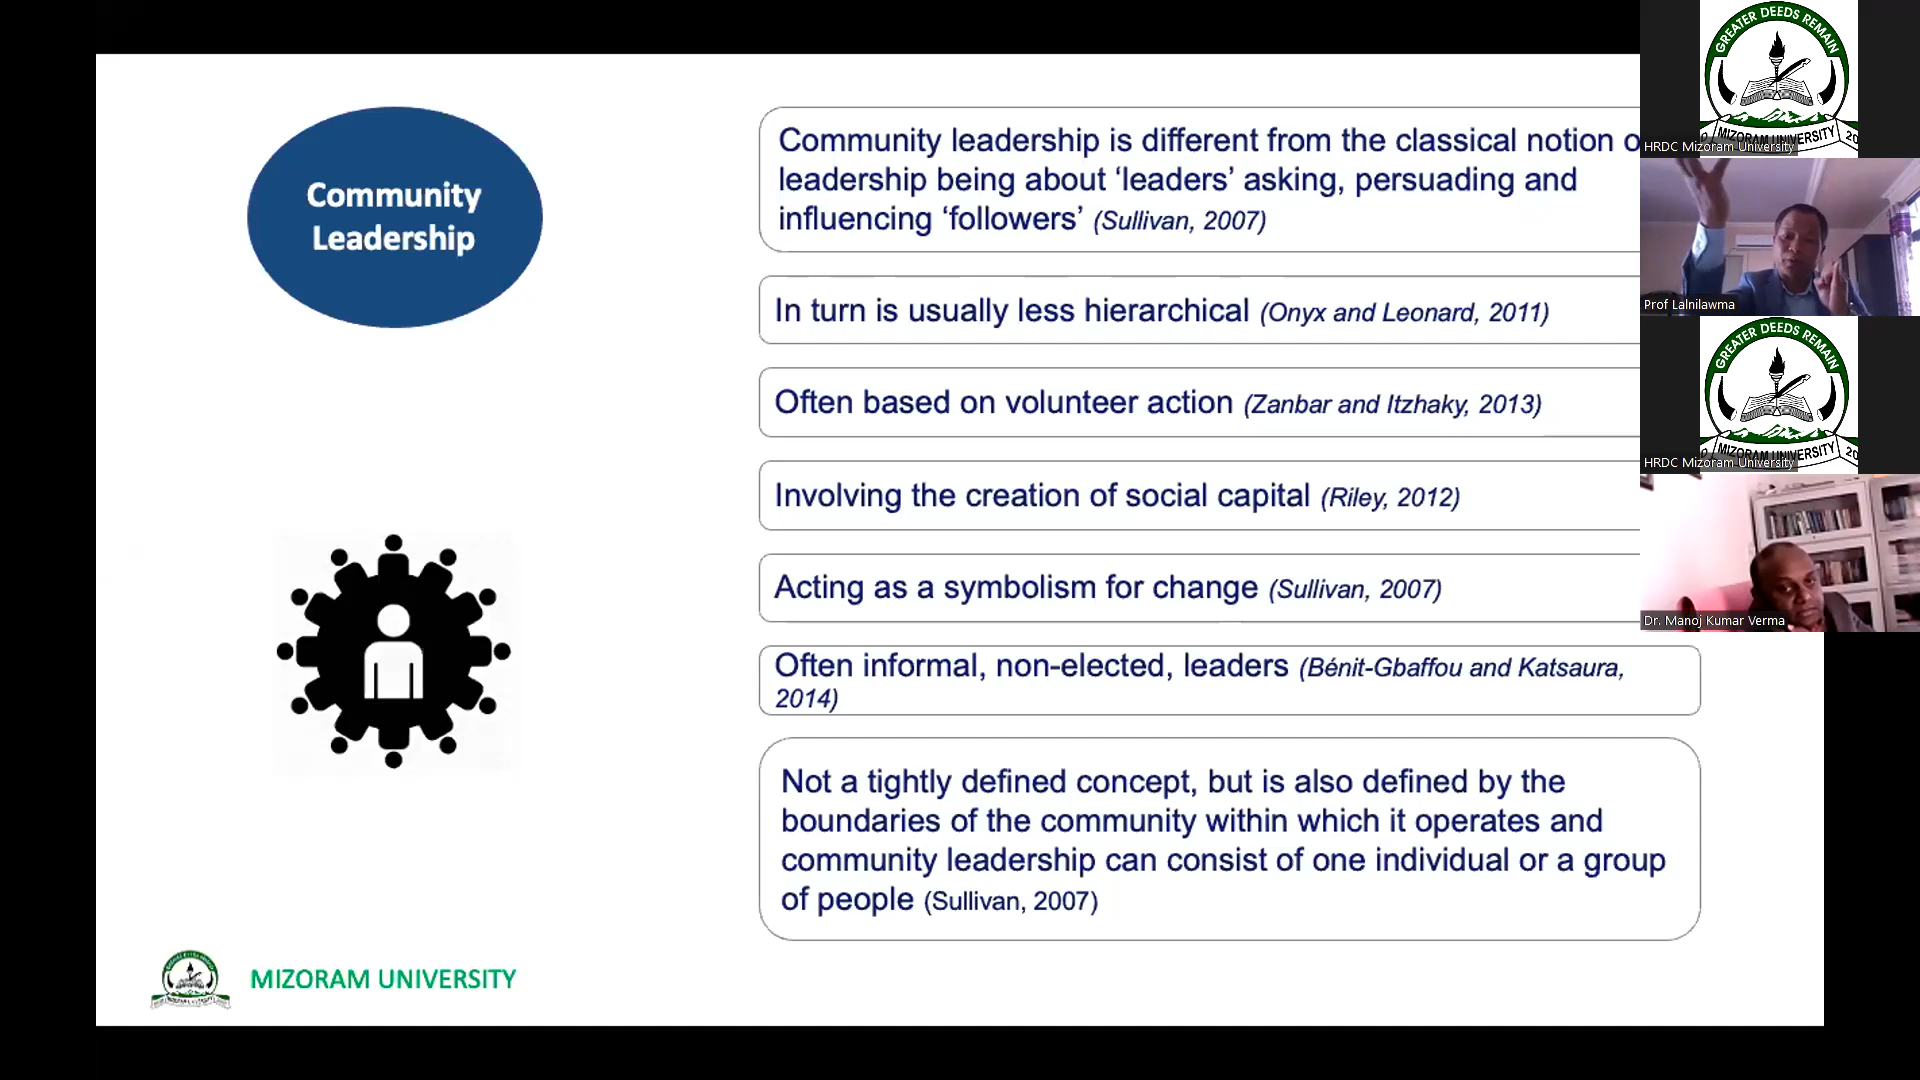 Community
Leadership
Community leadership is different from the classical notion o
leadership being about ‘leaders’ asking, persuading and
influencing ‘followers’ (Sullivan, 2007)
In turn is usually less hierarchical (Onyx and Leonard, 2011)
Often based on volunteer action (Zanbar and Itzhaky, 2013)
Involving the creation of social capital (Riley, 2012)
Acting as a symbolism for change (Sullivan, 2007)
Often informal, non-elected, leaders (Bénit-Gbaffou and Katsaura,
2014)
Not a tightly defined concept, but is also defined by the
boundaries of the community within which it operates and
community leadership can consist of one individual or a group
of people (Sullivan, 2007)
MIZORAM UNIVERSITY
GREATER DEEDS REMAIN
MIZORAM UNIVERSITY
HRDC Mizoram University
Prof Lalnilawma
GREATER DEEDS REMAIN
MIZORAM UNIVERSITY
HRDC Mizoram University
Dr. Manoj Kumar Verma